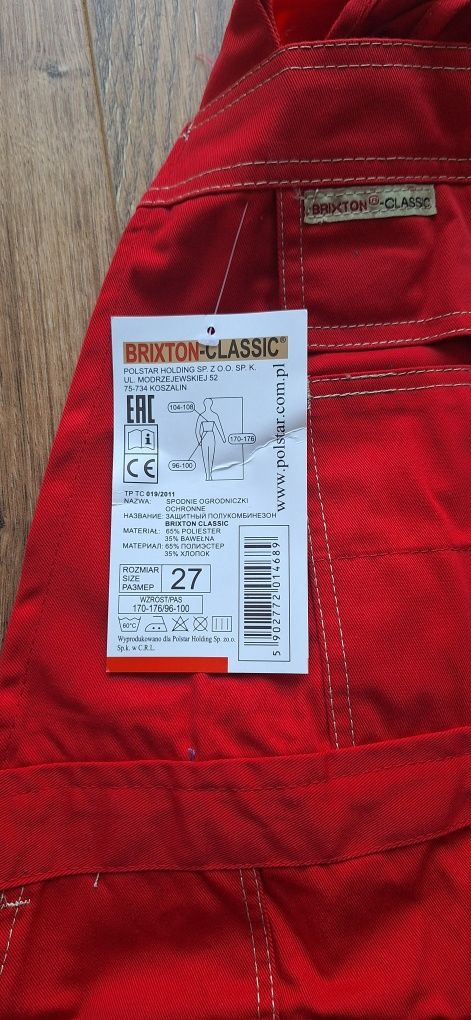 BRIXTON®-CLASSIC
BRIXTON-CLASSIC®
POLSTAR HOLDING SP. Z O.O. SP. K.
UL. MODRZEJEWSKIEJ 52
75-734 KOSZALIN
www.polstar.com.pl
EAC
104-108
170-176
96-100
i
CE
TP TC 019/2011
NAZWA: SPODNIE OGRODNICZKI
OCHRONNE
НАЗВАНИЕ: ЗАЩИТНЫЙ ПОЛУКОМБИНЕЗОН
BRIXTON CLASSIC
MATERIAŁ: 65% POLIESTER
35% BAWEŁNA
МАТЕРИАЛ: 65% ПОЛИЭСТЕР
35% ХЛОПОК
ROZMIAR
SIZE
РАЗМЕР
27
WZROST/PAS
170-176/96-100
60°C
Wyprodukowano dla Polstar Holding Sp. zo.o.
Sp.k. w C.R.L.
5 902772 014689